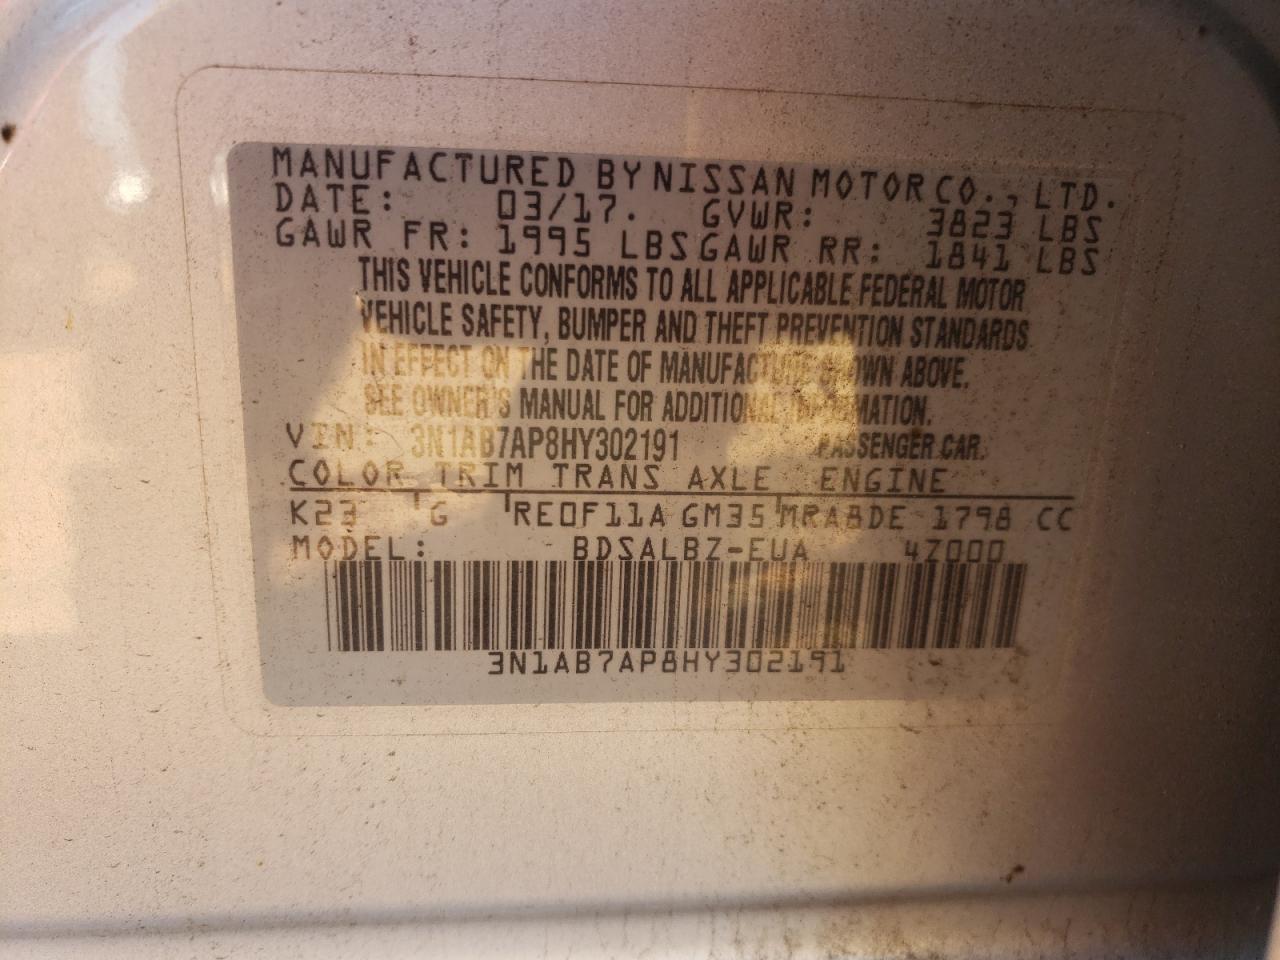 MANUFACTURED BY NISSAN MOTOR CO., LTD.
DATE: 03/17. GVWR: 3823 LBS
GAWR FR: 1995 LBS GAWR RR: 1841 LBS
THIS VEHICLE CONFORMS TO ALL APPLICABLE FEDERAL MOTOR
VEHICLE SAFETY, BUMPER AND THEFT PREVENTION STANDARDS
IN EFFECT ON THE DATE OF MANUFACTURE SHOWN ABOVE.
SEE OWNER'S MANUAL FOR ADDITIONAL INFORMATION.
VIN: 3N1AB7AP8HY302191 PASSENGER CAR.
COLOR TRIM TRANS AXLE ENGINE
K23 G RE0F11A GM35 MRA8DE 1798 CC
MODEL: BDSALBZ-EUA 4Z000
3N1AB7AP8HY302191